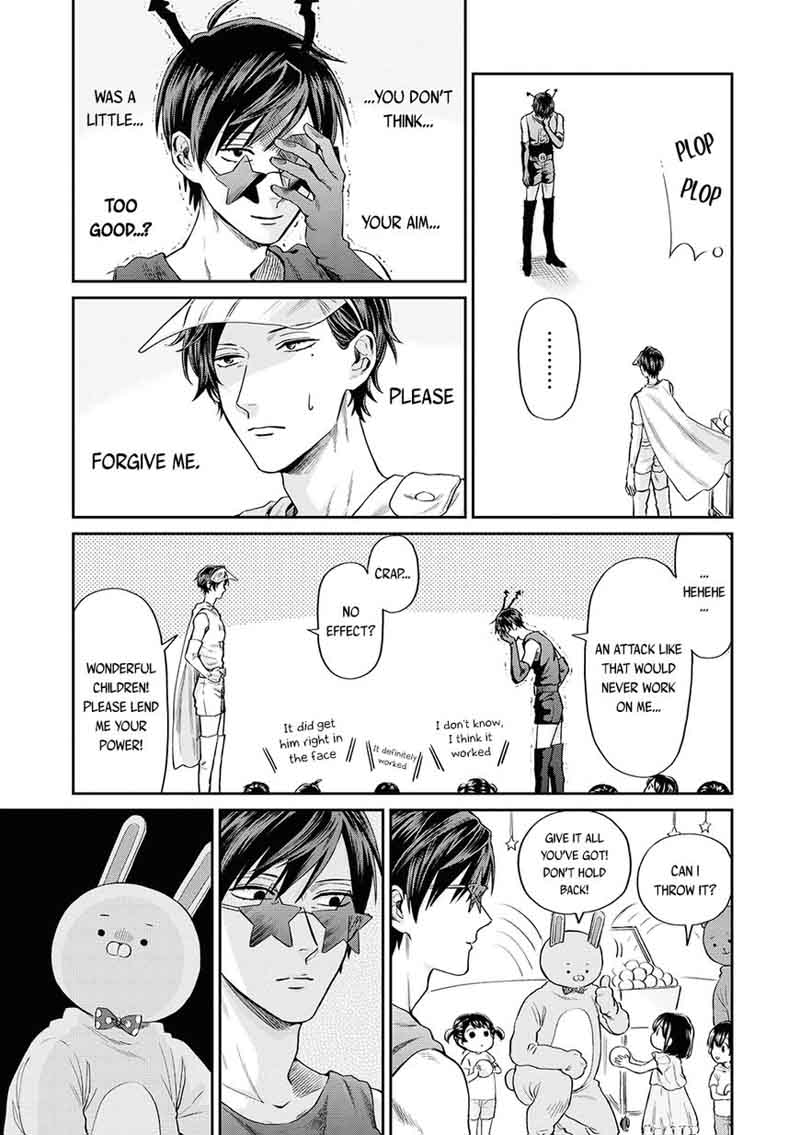 PLOP
PLOP
........
...YOU DON'T
THINK...
YOUR AIM...
WAS A
LITTLE...
TOO
GOOD...?
PLEASE
FORGIVE ME.
...
HEHEHE
...
AN ATTACK LIKE
THAT WOULD
NEVER WORK
ON ME...
I don't know,
I think it
worked
It definitely
worked
It did get
him right in
the face
CRAP...
NO
EFFECT?
WONDERFUL
CHILDREN!
PLEASE LEND
ME YOUR
POWER!
CAN I
THROW IT?
GIVE IT ALL
YOU'VE GOT!
DON'T HOLD
BACK!